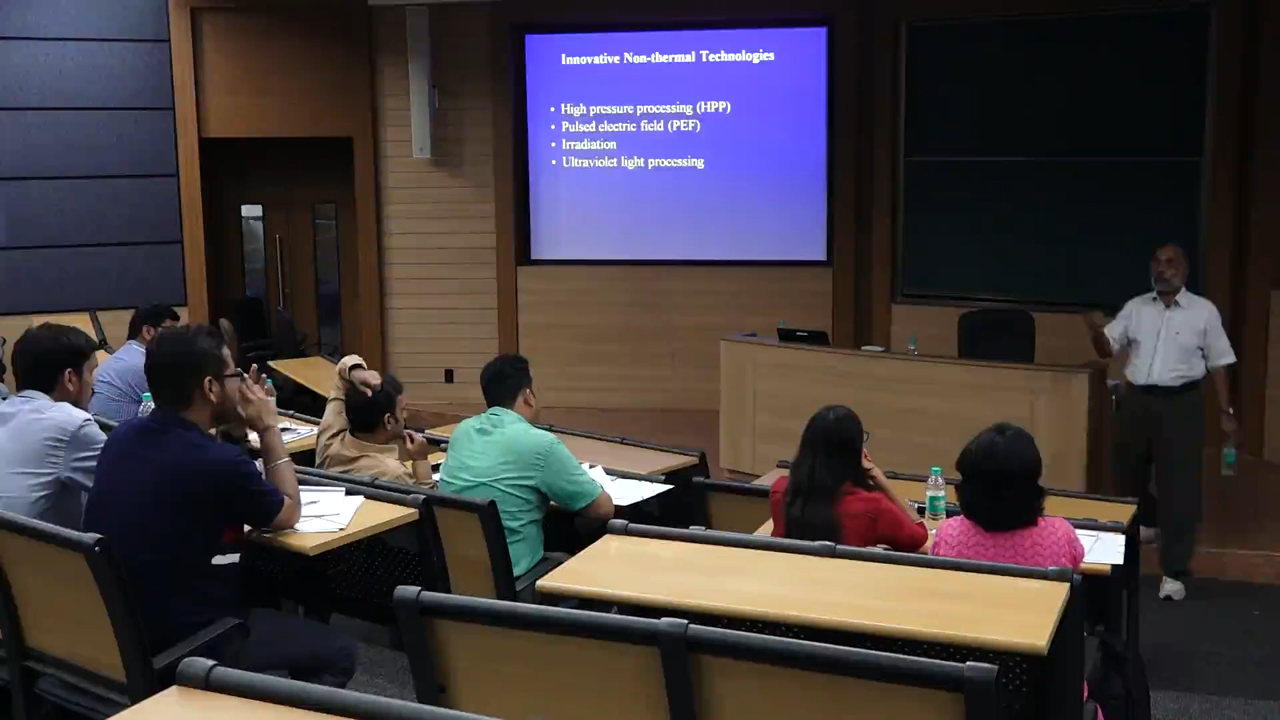 Innovative Non-thermal Technologies
• High pressure processing (HPP)
• Pulsed electric field (PEF)
• Irradiation
• Ultraviolet light processing